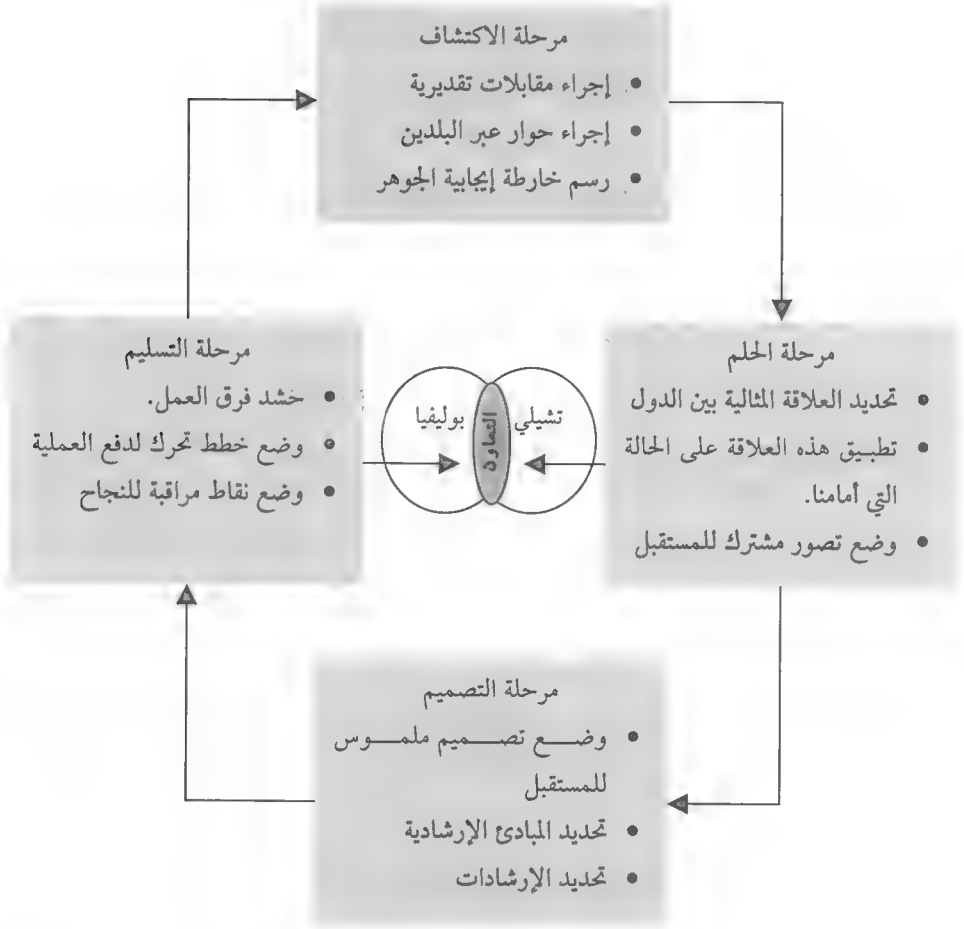 مرحلة الاكتشاف
• إجراء مقابلات تقديرية
• إجراء حوار عبر البلدين
• رسم خارطة إيجابية الجوهر
مرحلة الحلم
• تحديد العلاقة المثالية بين الدول
• تطبيق هذه العلاقة على الحالة
التي أمامنا.
• وضع تصور مشترك للمستقبل
تشيلي
التعاون
بوليفيا
مرحلة التسليم
• حشد فرق العمل.
• وضع خطط تحرك لدفع العملية
• وضع نقاط مراقبة للنجاح
مرحلة التصميم
• وضع تصميم ملموس
للمستقبل
• تحديد المبادئ الإرشادية
• تحديد الإرشادات